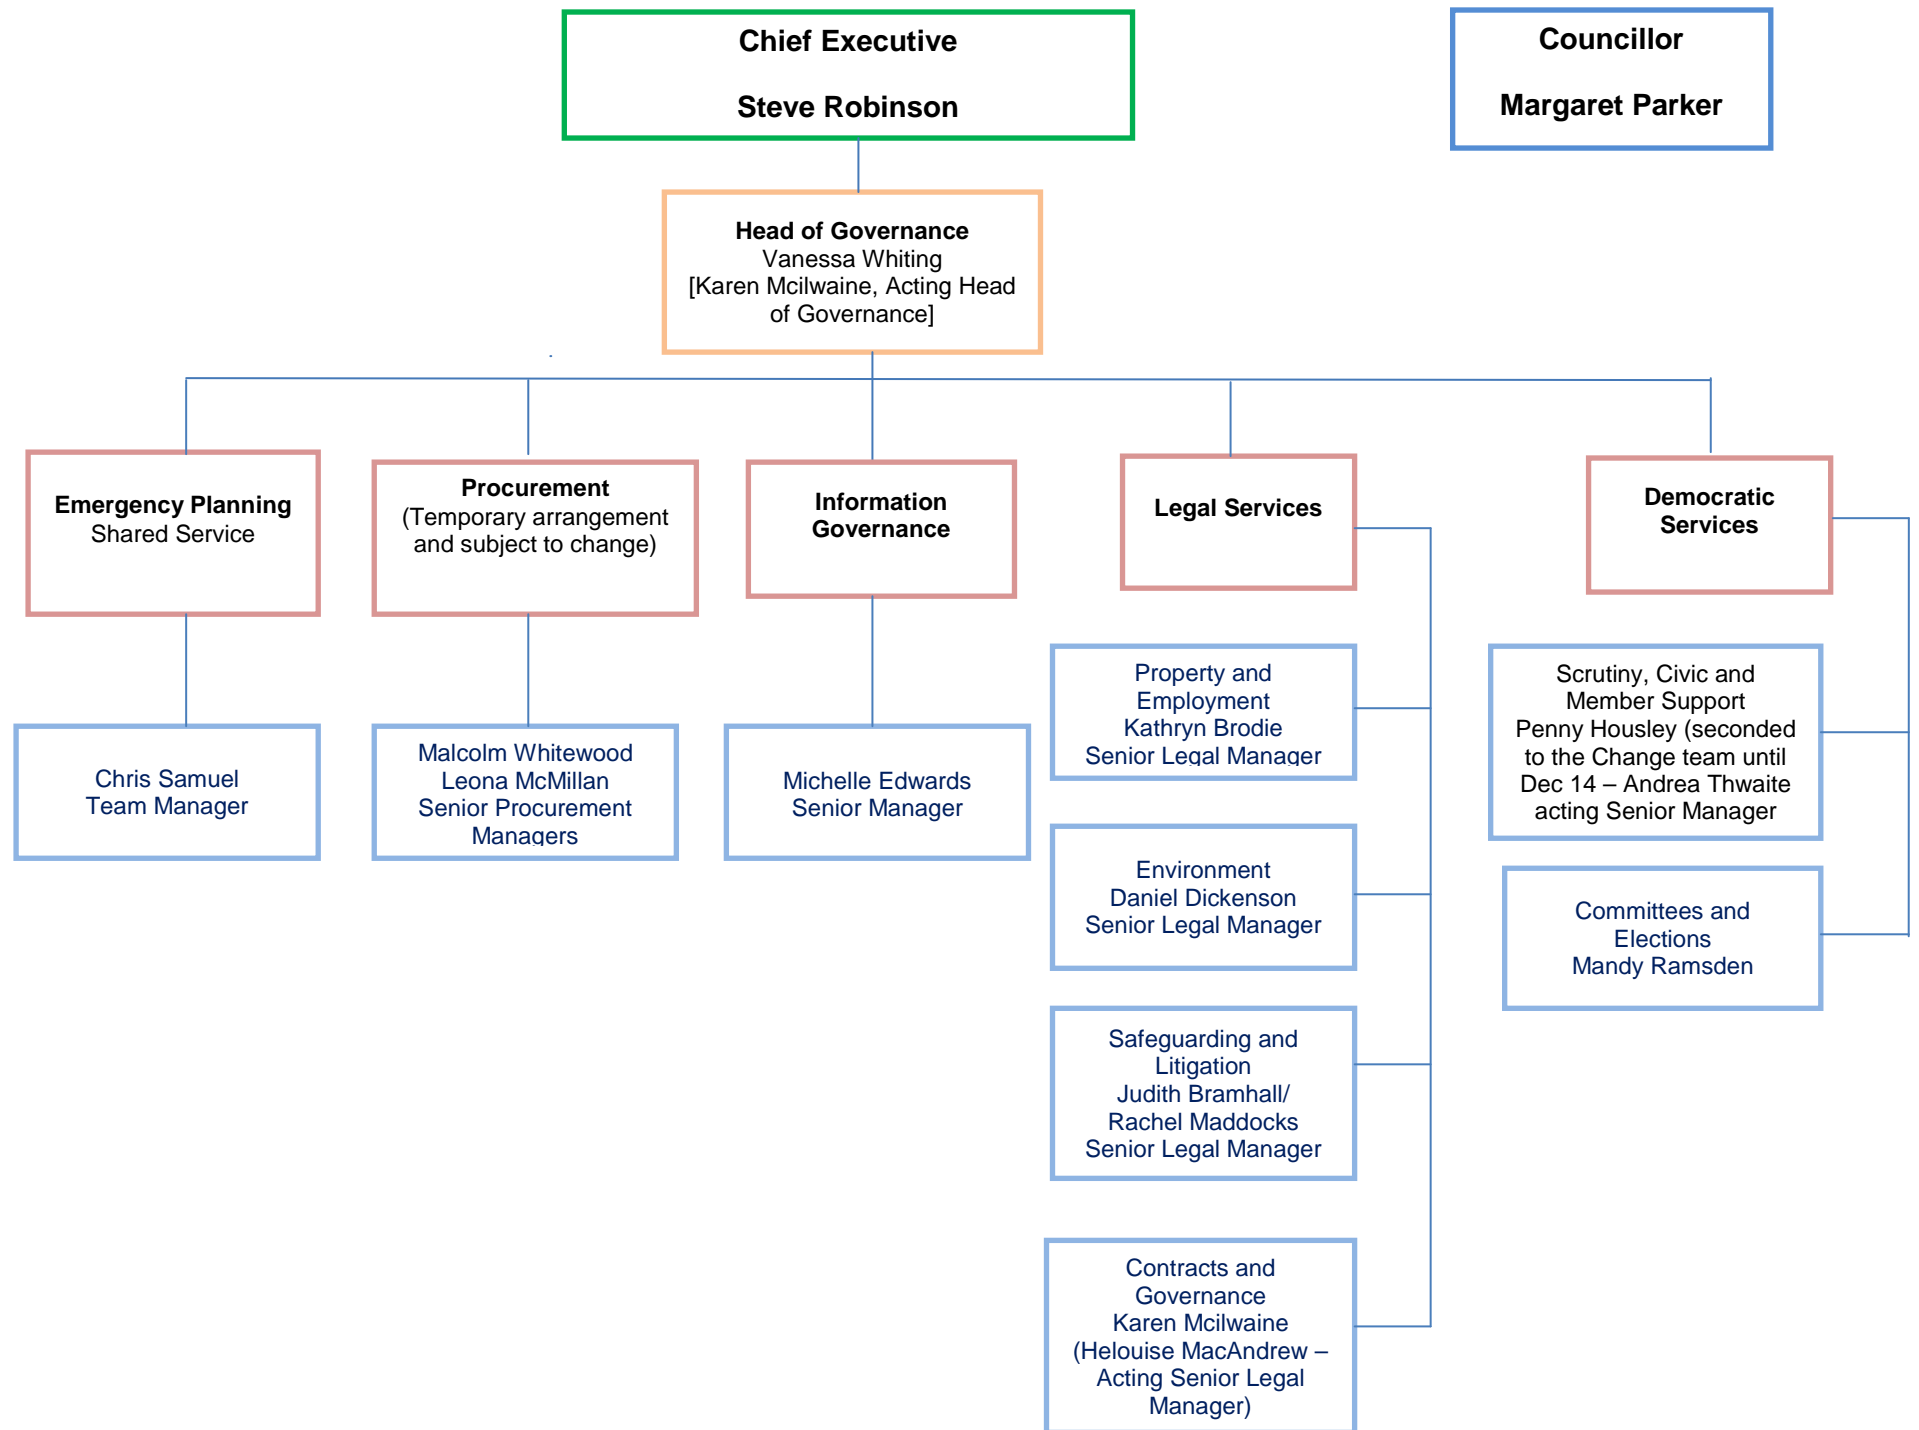 Chief Executive
Steve Robinson
Councillor
Margaret Parker
Head of Governance
Vanessa Whiting
[Karen Mcilwaine, Acting Head
of Governance]
Emergency Planning
Shared Service
Procurement
(Temporary arrangement
and subject to change)
Information
Governance
Legal Services
Democratic
Services
Chris Samuel
Team Manager
Malcolm Whitewood
Leona McMillan
Senior Procurement
Managers
Michelle Edwards
Senior Manager
Property and
Employment
Kathryn Brodie
Senior Legal Manager
Environment
Daniel Dickenson
Senior Legal Manager
Safeguarding and
Litigation
Judith Bramhall/
Rachel Maddocks
Senior Legal Manager
Contracts and
Governance
Karen Mcilwaine
(Helouise MacAndrew –
Acting Senior Legal
Manager)
Scrutiny, Civic and
Member Support
Penny Housley (seconded
to the Change team until
Dec 14 – Andrea Thwaite
acting Senior Manager
Committees and
Elections
Mandy Ramsden